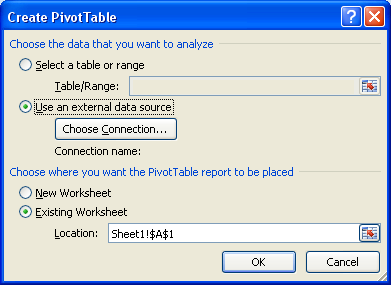 Create PivotTable
Choose the data that you want to analyze
Select a table or range
Table/Range:
Use an external data source
Choose Connection...
Connection name:
Choose where you want the PivotTable report to be placed
New Worksheet
Existing Worksheet
Location: Sheet1!$A$1
OK Cancel